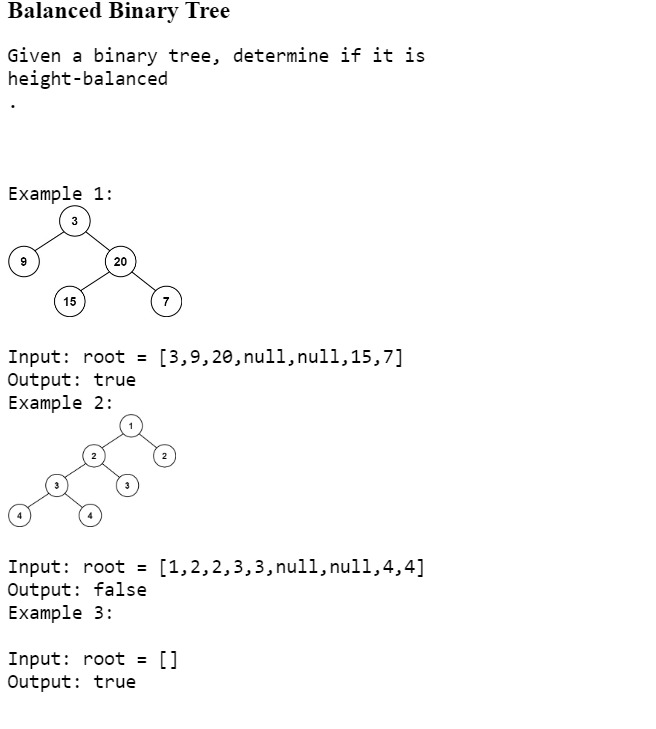 Balanced Binary Tree
Given a binary tree, determine if it is
height-balanced
.
Example 1:
3
9 20
15 7
Input: root = [3,9,20,null,null,15,7]
Output: true
Example 2:
1
2 2
3 3
4 4
Input: root = [1,2,2,3,3,null,null,4,4]
Output: false
Example 3:
Input: root = []
Output: true